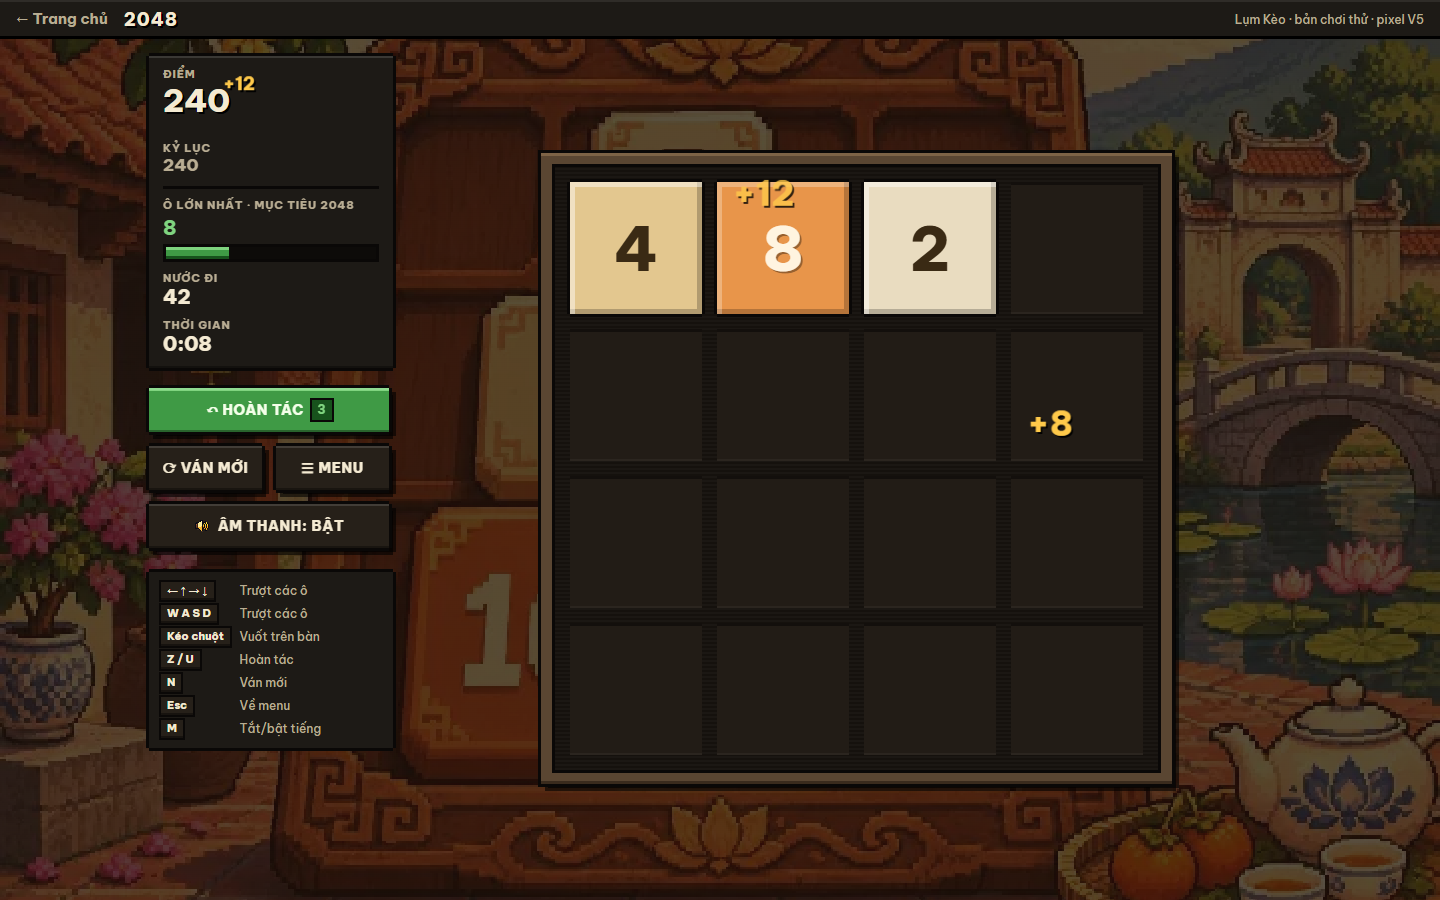 ← Trang chủ 2048
Lụm Kèo · bản chơi thử · pixel V5
ĐIỂM
240
+12
KỶ LỤC
240
Ô LỚN NHẤT · MỤC TIÊU 2048
8
NƯỚC ĐI
42
THỜI GIAN
0:08
HOÀN TÁC 3
VÁN MỚI
MENU
ÂM THANH: BẬT
←↑→↓ Trượt các ô
W A S D Trượt các ô
Kéo chuột Vuốt trên bàn
Z / U Hoàn tác
N Ván mới
Esc Về menu
M Tắt/bật tiếng
+12
4 8 2
+8